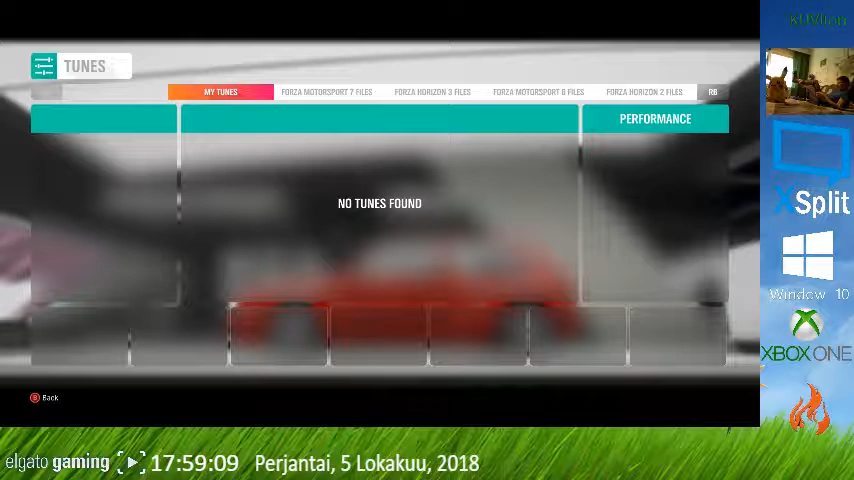 TUNES
MY TUNES
FORZA MOTORSPORT 7 FILES
FORZA HORIZON 3 FILES
FORZA MOTORSPORT 6 FILES
FORZA HORIZON 2 FILES
RB
PERFORMANCE
NO TUNES FOUND
B Back
XSplit
Window 10
XBOX ONE
elgato gaming
17:59:09
Perjantai, 5 Lokakuu, 2018